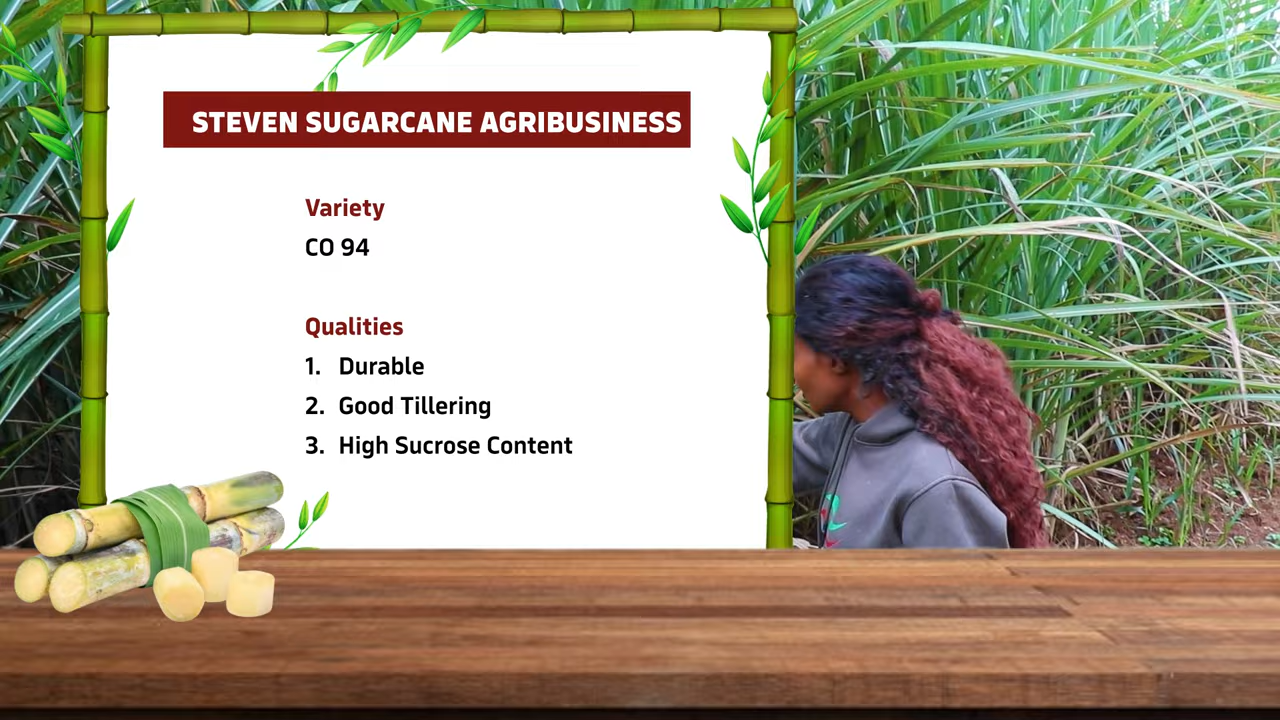 STEVEN SUGARCANE AGRIBUSINESS
Variety
CO 94
Qualities
1. Durable
2. Good Tillering
3. High Sucrose Content